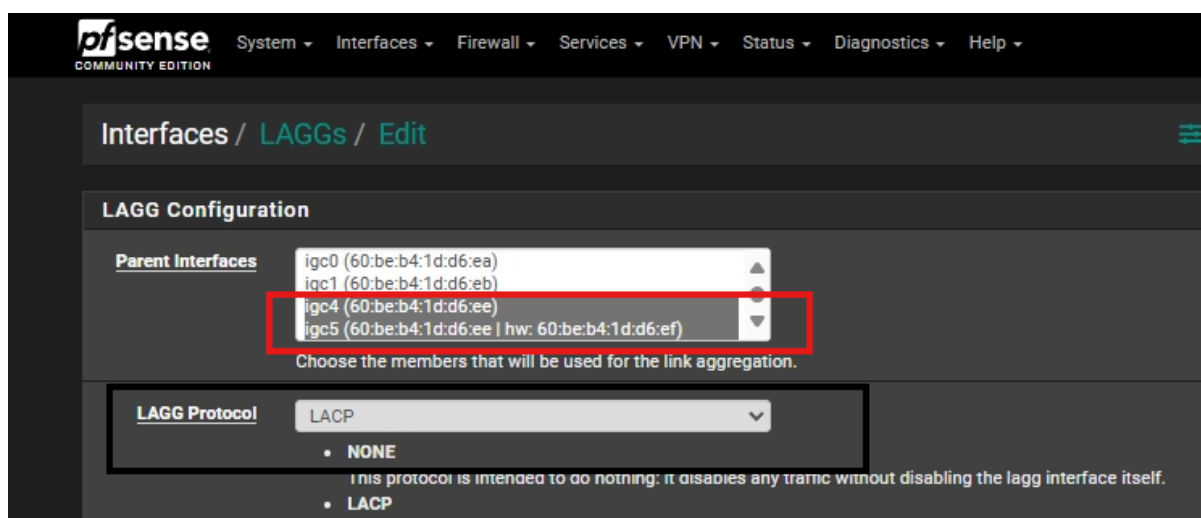 pfsense System Interfaces Firewall Services VPN Status Diagnostics Help
COMMUNITY EDITION
Interfaces / LAGGs / Edit
LAGG Configuration
Parent Interfaces igc0 (60:be:b4:1d:d6:ea)
igc1 (60:be:b4:1d:d6:eb)
igc4 (60:be:b4:1d:d6:ee)
igc5 (60:be:b4:1d:d6:ee | hw: 60:be:b4:1d:d6:ef)
Choose the members that will be used for the link aggregation.
LAGG Protocol LACP
• NONE
This protocol is intended to do nothing: it disables any traffic without disabling the lagg interface itself.
• LACP